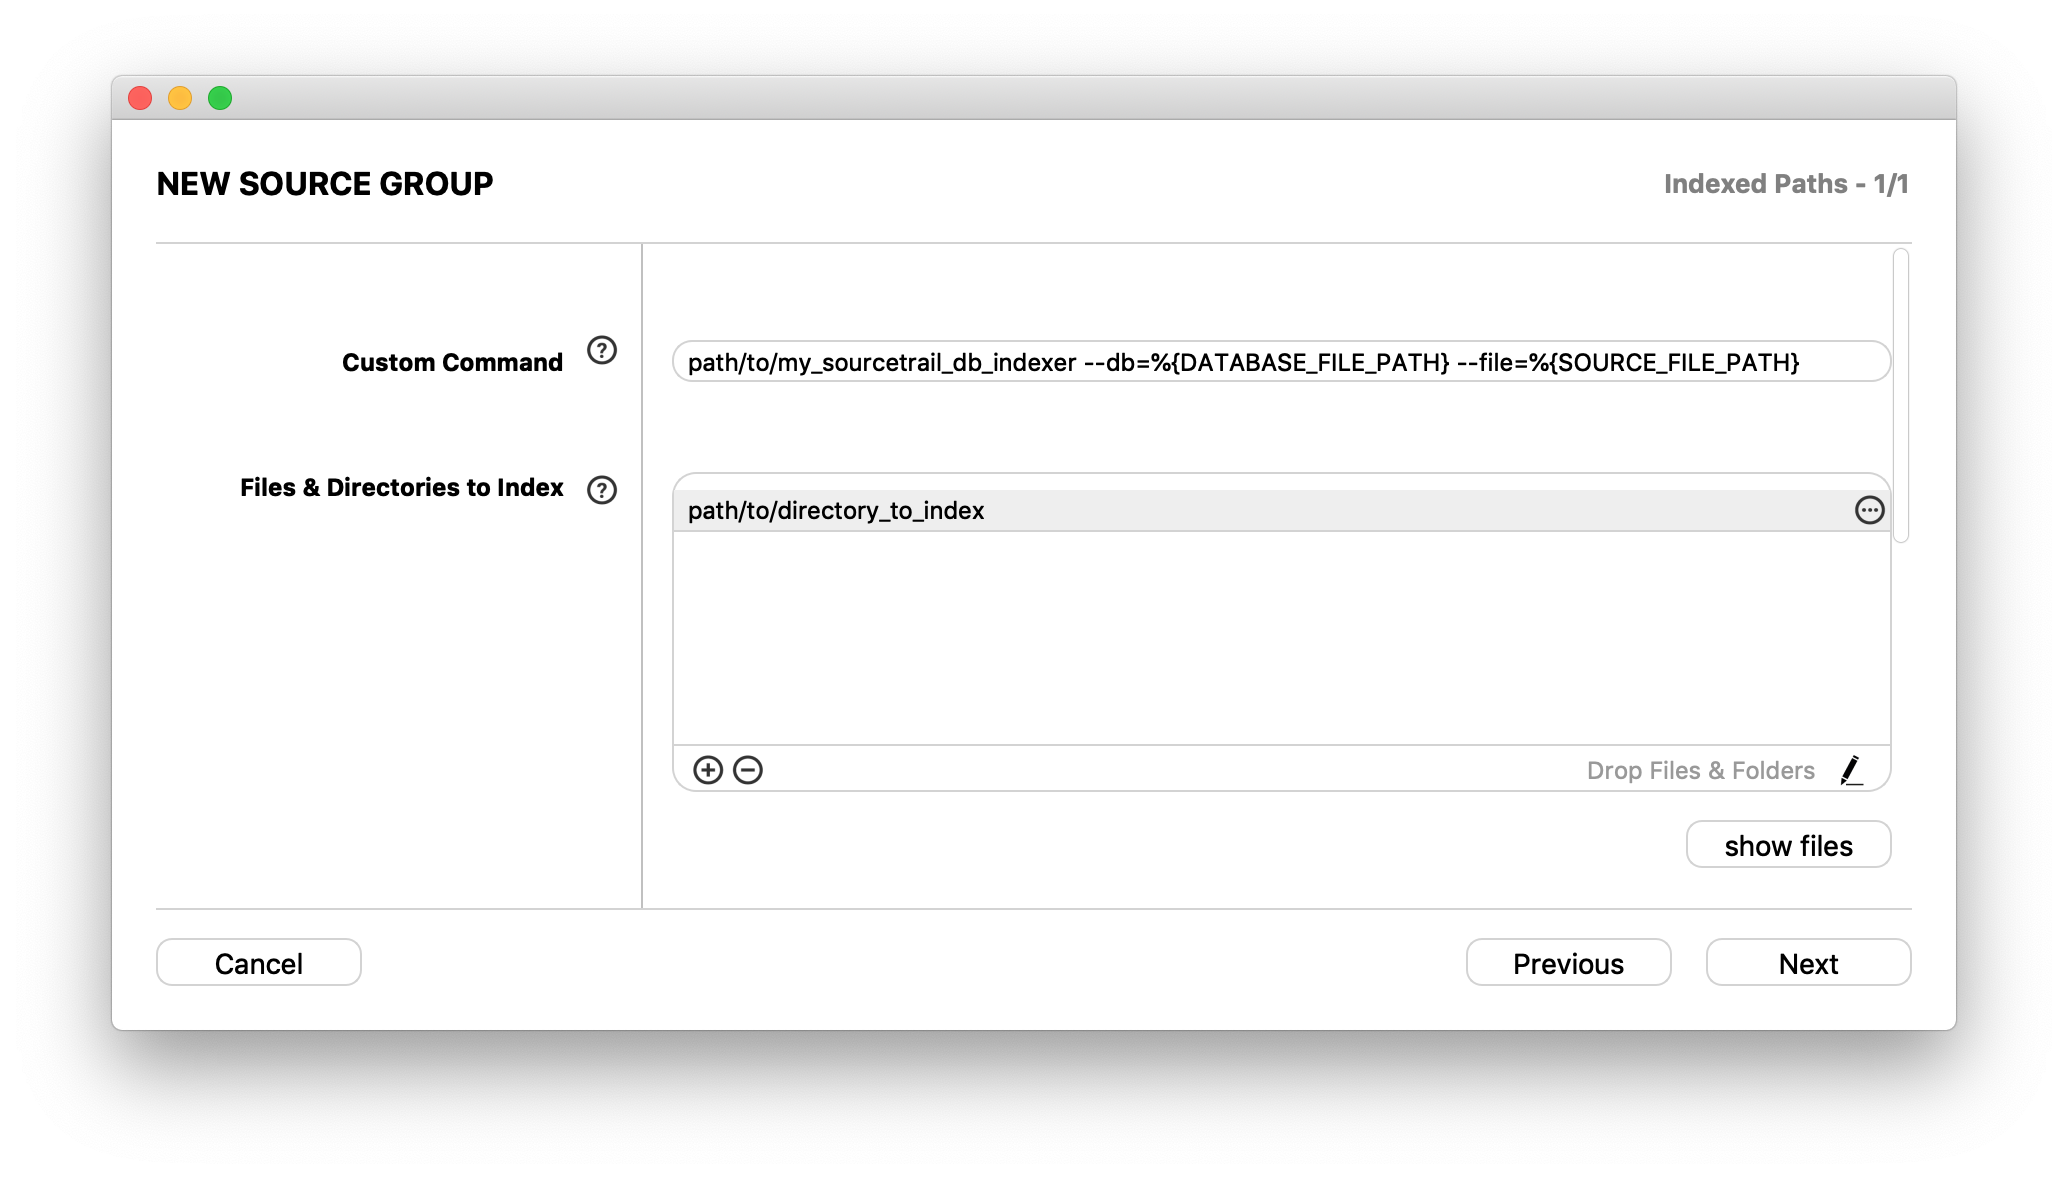 NEW SOURCE GROUP
Indexed Paths - 1/1
Custom Command
path/to/my_sourcetrail_db_indexer --db=%{DATABASE_FILE_PATH} --file=%{SOURCE_FILE_PATH}
Files & Directories to Index
path/to/directory_to_index
Drop Files & Folders
show files
Cancel
Previous
Next